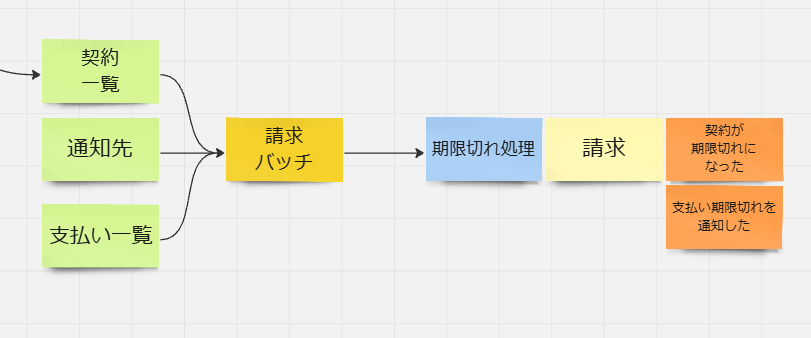 契約
一覧
通知先
支払い一覧
請求
バッチ
期限切れ処理
請求
契約が
期限切れに
なった
支払い期限切れを
通知した